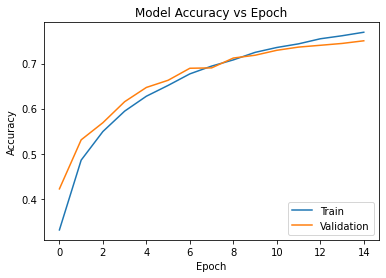 Model Accuracy vs Epoch
Accuracy
0.7
0.6
0.5
0.4
Train
Validation
0 2 4 6 8 10 12 14
Epoch